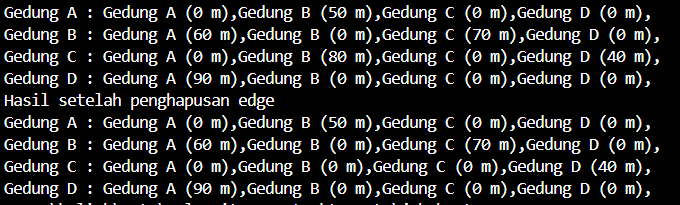 Gedung A : Gedung A (0 m),Gedung B (50 m),Gedung C (0 m),Gedung D (0 m),
Gedung B : Gedung A (60 m),Gedung B (0 m),Gedung C (70 m),Gedung D (0 m),
Gedung C : Gedung A (0 m),Gedung B (80 m),Gedung C (0 m),Gedung D (40 m),
Gedung D : Gedung A (90 m),Gedung B (0 m),Gedung C (0 m),Gedung D (0 m),
Hasil setelah penghapusan edge
Gedung A : Gedung A (0 m),Gedung B (50 m),Gedung C (0 m),Gedung D (0 m),
Gedung B : Gedung A (60 m),Gedung B (0 m),Gedung C (70 m),Gedung D (0 m),
Gedung C : Gedung A (0 m),Gedung B (0 m),Gedung C (0 m),Gedung D (40 m),
Gedung D : Gedung A (90 m),Gedung B (0 m),Gedung C (0 m),Gedung D (0 m),